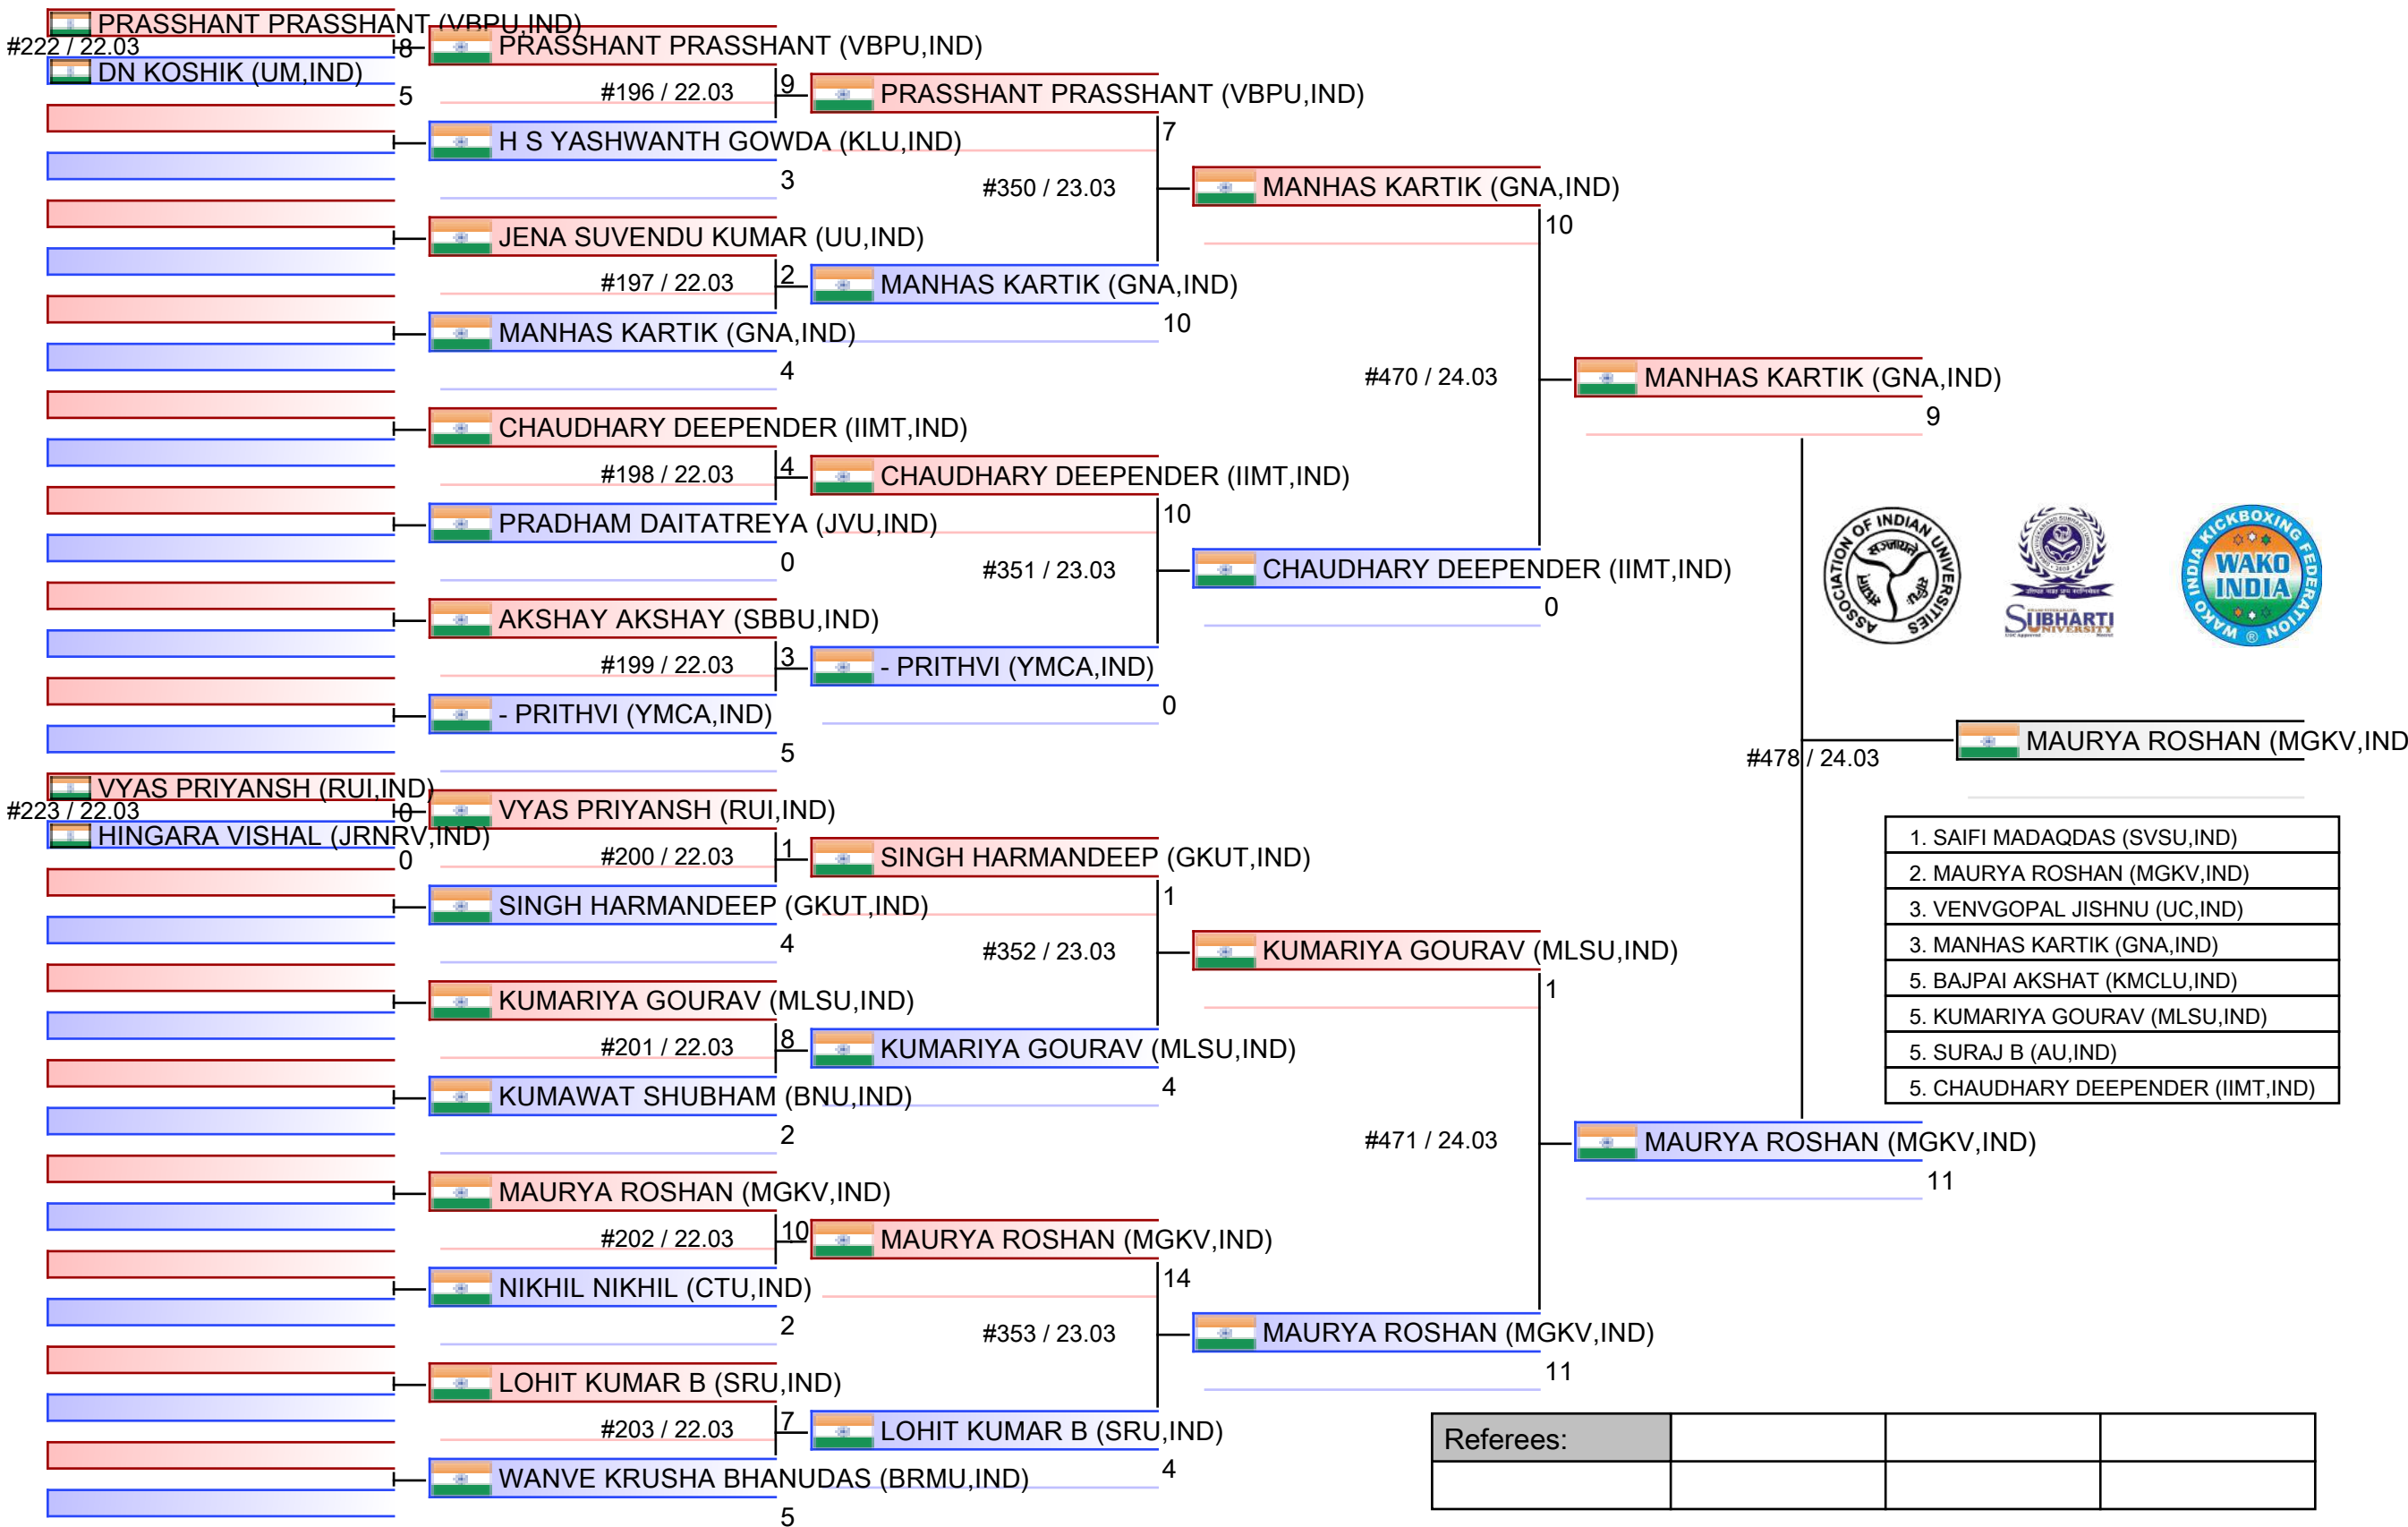 PRASSHANT PRASSHANT (VBPU,IND)
#222 / 22.03
8
DN KOSHIK (UM,IND)
5
PRASSHANT PRASSHANT (VBPU,IND)
#196 / 22.03
9
H S YASHWANTH GOWDA (KLU,IND)
3
JENA SUVENDU KUMAR (UU,IND)
#197 / 22.03
2
MANHAS KARTIK (GNA,IND)
4
CHAUDHARY DEEPENDER (IIMT,IND)
#198 / 22.03
4
PRADHAM DAITATREYA (JVU,IND)
0
AKSHAY AKSHAY (SBBU,IND)
#199 / 22.03
3
- PRITHVI (YMCA,IND)
5
VYAS PRIYANSH (RUI,IND)
#223 / 22.03
0
HINGARA VISHAL (JRNRV,IND)
0
VYAS PRIYANSH (RUI,IND)
#200 / 22.03
1
SINGH HARMANDEEP (GKUT,IND)
4
KUMARIYA GOURAV (MLSU,IND)
#201 / 22.03
8
KUMAWAT SHUBHAM (BNU,IND)
2
MAURYA ROSHAN (MGKV,IND)
#202 / 22.03
10
NIKHIL NIKHIL (CTU,IND)
2
LOHIT KUMAR B (SRU,IND)
#203 / 22.03
7
WANVE KRUSHA BHANUDAS (BRMU,IND)
5
PRASSHANT PRASSHANT (VBPU,IND)
7
#350 / 23.03
MANHAS KARTIK (GNA,IND)
10
CHAUDHARY DEEPENDER (IIMT,IND)
10
#351 / 23.03
- PRITHVI (YMCA,IND)
0
SINGH HARMANDEEP (GKUT,IND)
1
#352 / 23.03
KUMARIYA GOURAV (MLSU,IND)
4
MAURYA ROSHAN (MGKV,IND)
14
#353 / 23.03
LOHIT KUMAR B (SRU,IND)
4
MANHAS KARTIK (GNA,IND)
10
#470 / 24.03
CHAUDHARY DEEPENDER (IIMT,IND)
0
KUMARIYA GOURAV (MLSU,IND)
1
#471 / 24.03
MAURYA ROSHAN (MGKV,IND)
11
MANHAS KARTIK (GNA,IND)
9
#478 / 24.03
MAURYA ROSHAN (MGKV,IND)
11
ASSOCIATION OF INDIAN UNIVERSITIES
SUBHARTI
UNIVERSITY
WAKO INDIA KICKBOXING FEDERATION
WAKO
INDIA
®
MAURYA ROSHAN (MGKV,IND
1. SAIFI MADAQDAS (SVSU,IND)
2. MAURYA ROSHAN (MGKV,IND)
3. VENVGOPAL JISHNU (UC,IND)
3. MANHAS KARTIK (GNA,IND)
5. BAJPAI AKSHAT (KMCLU,IND)
5. KUMARIYA GOURAV (MLSU,IND)
5. SURAJ B (AU,IND)
5. CHAUDHARY DEEPENDER (IIMT,IND)
Referees: